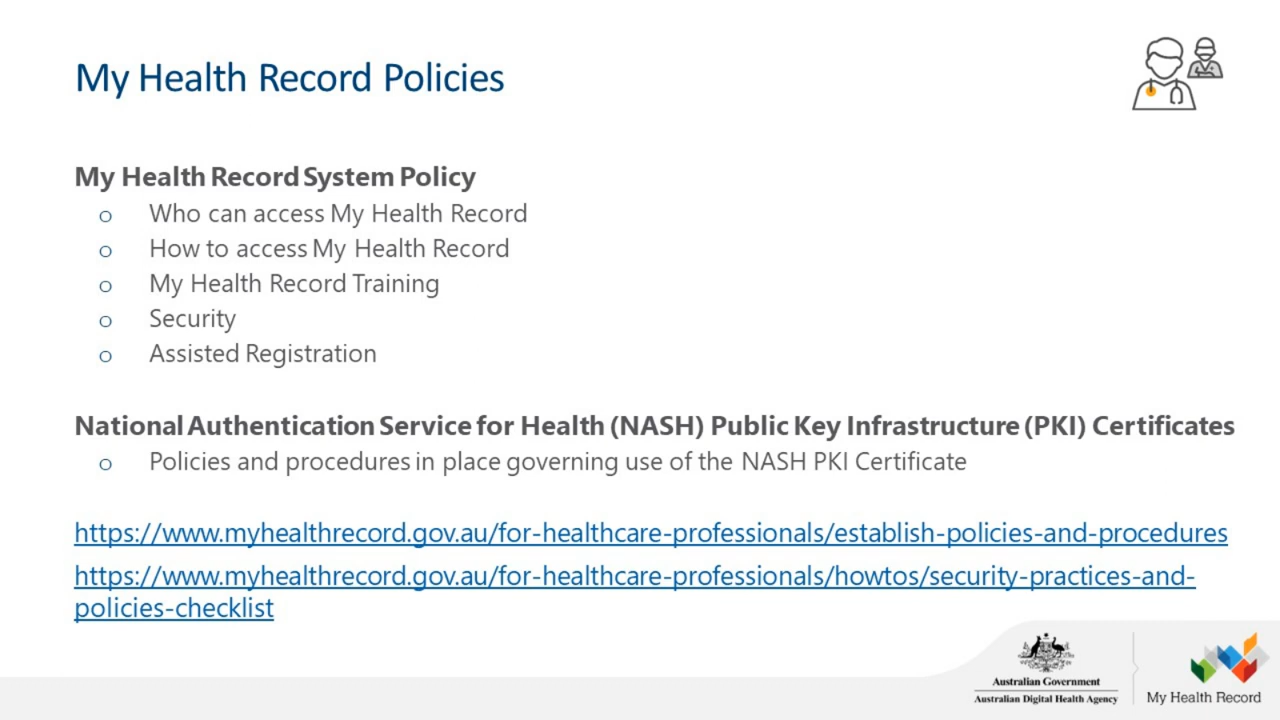 My Health Record Policies
My Health Record System Policy
o Who can access My Health Record
o How to access My Health Record
o My Health Record Training
o Security
o Assisted Registration
National Authentication Service for Health (NASH) Public Key Infrastructure (PKI) Certificates
o Policies and procedures in place governing use of the NASH PKI Certificate
https://www.myhealthrecord.gov.au/for-healthcare-professionals/establish-policies-and-procedures
https://www.myhealthrecord.gov.au/for-healthcare-professionals/howtos/security-practices-and-
policies-checklist
Australian Government
Australian Digital Health Agency
My Health Record